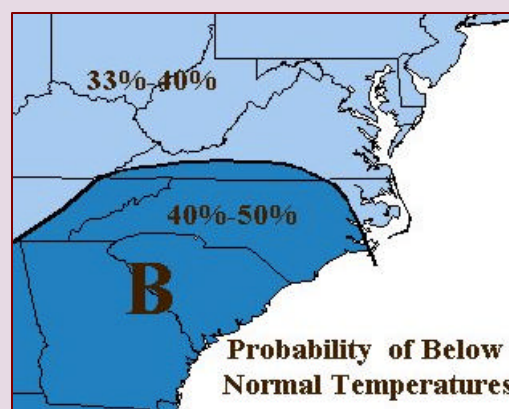 33%-40%
40%-50%
B
Probability of Below
Normal Temperatures